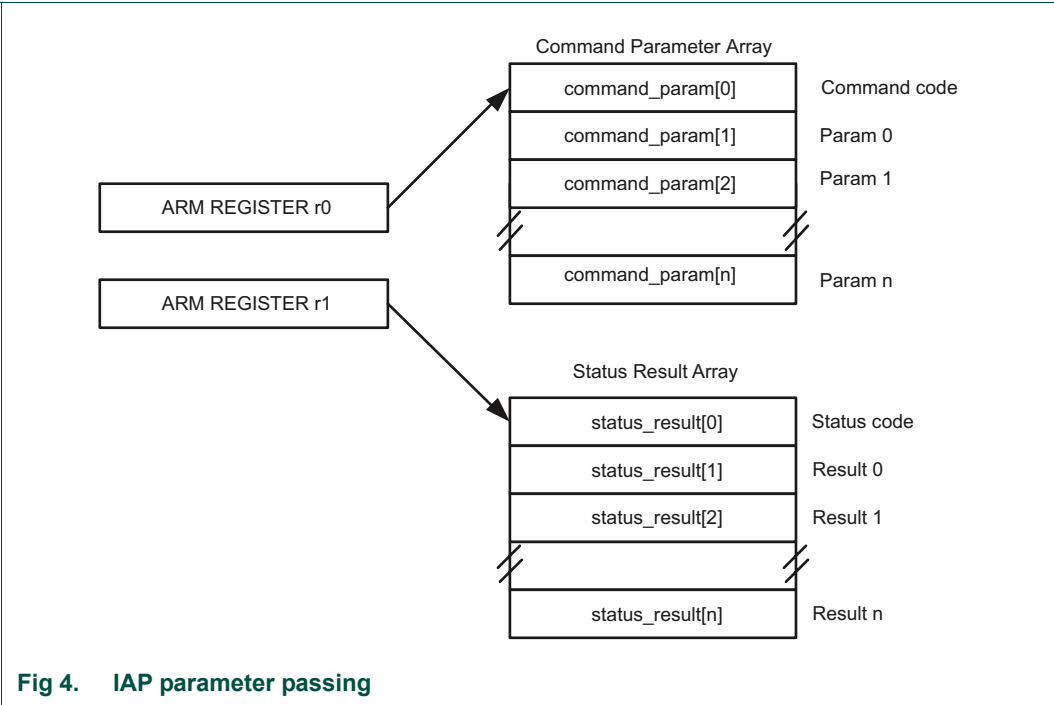 Command Parameter Array
command_param[0]
Command code
command_param[1]
Param 0
command_param[2]
Param 1
command_param[n]
Param n
ARM REGISTER r0
ARM REGISTER r1
Status Result Array
status_result[0]
Status code
status_result[1]
Result 0
status_result[2]
Result 1
status_result[n]
Result n
Fig 4. IAP parameter passing